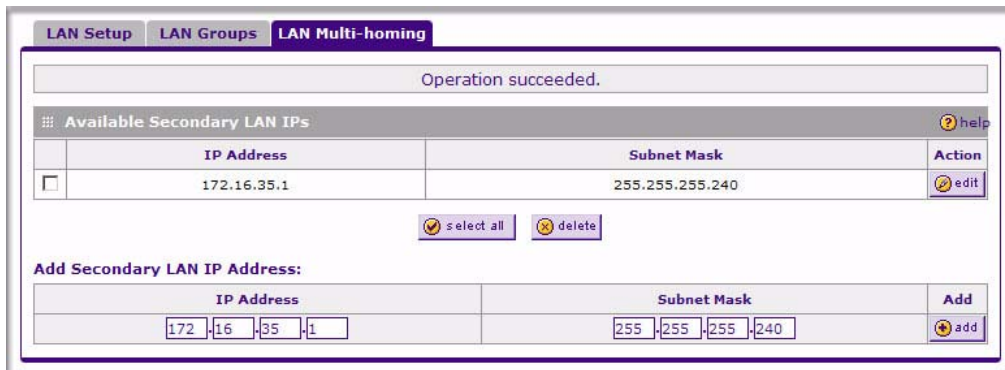 LAN Setup LAN Groups LAN Multi-homing
Operation succeeded.
Available Secondary LAN IPs help
IP Address Subnet Mask Action
172.16.35.1 255.255.255.240 edit
select all delete
Add Secondary LAN IP Address:
IP Address Subnet Mask Add
172 .16 .35 .1 255 .255 .255 .240 add